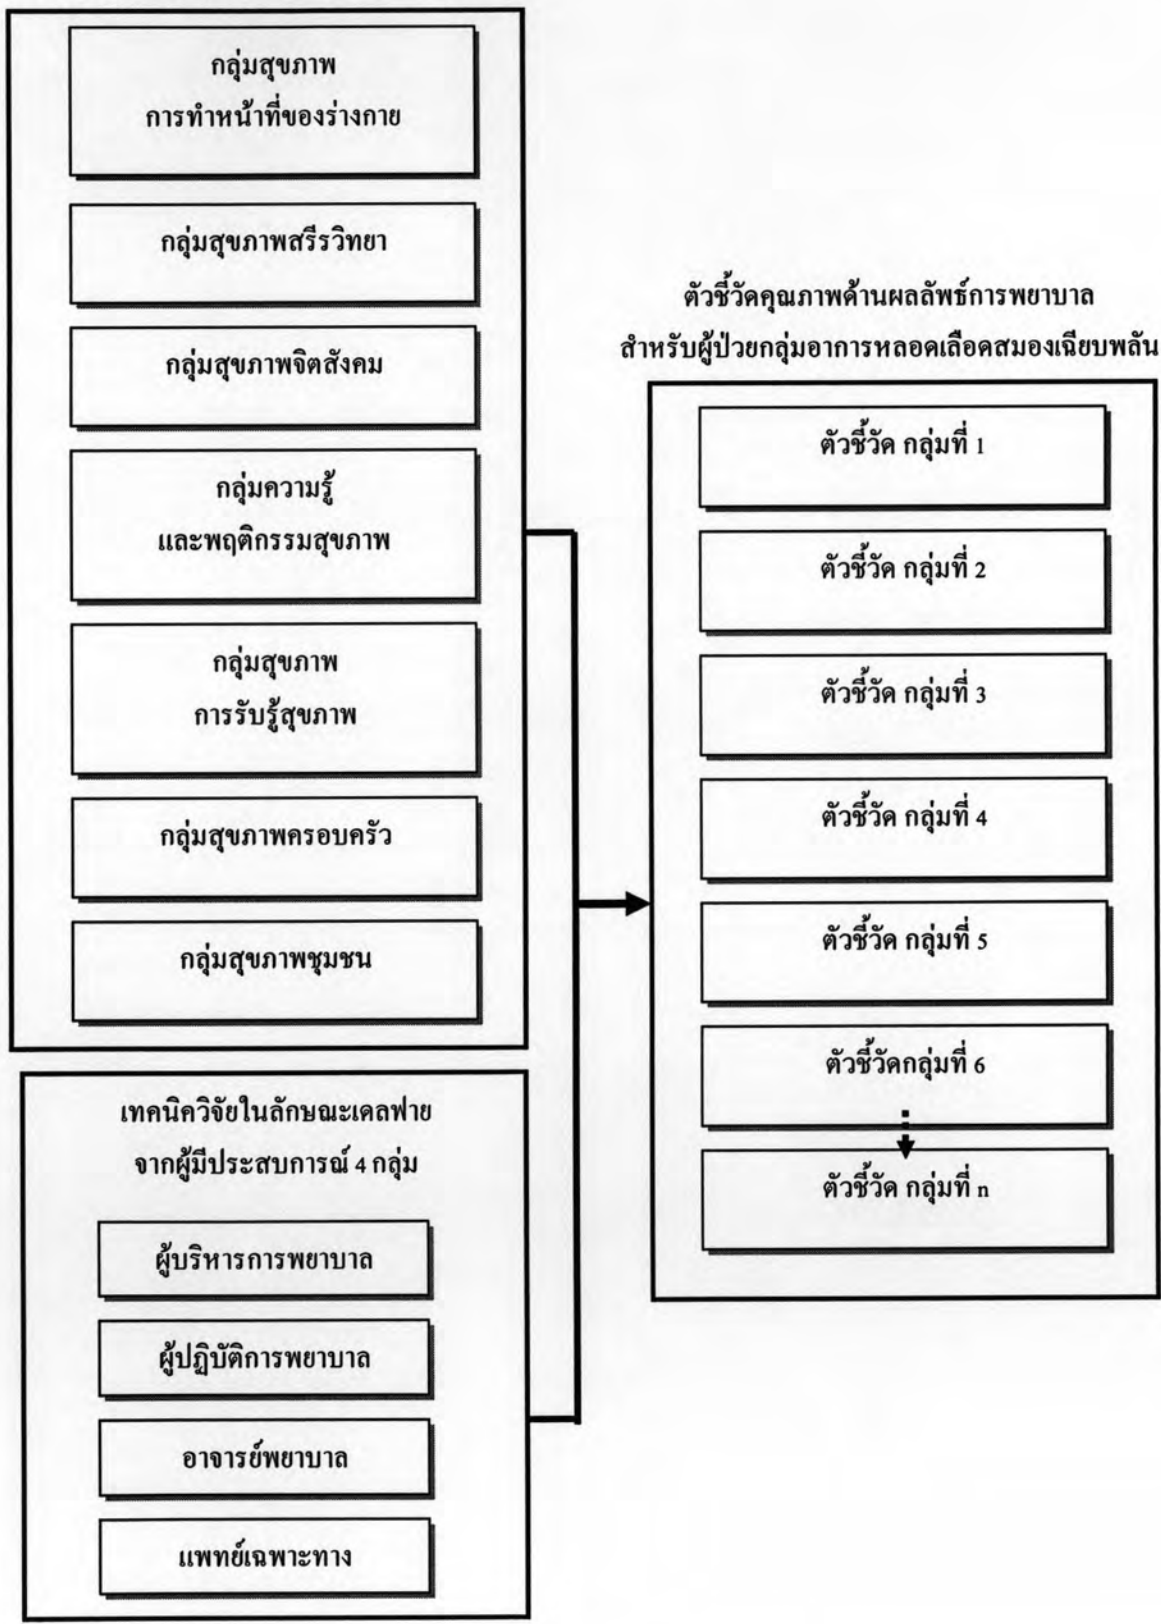 กลุ่มสุขภาพ
การทำหน้าที่ของร่างกาย
กลุ่มสุขภาพสรีรวิทยา
กลุ่มสุขภาพจิตสังคม
กลุ่มความรู้
และพฤติกรรมสุขภาพ
กลุ่มสุขภาพ
การรับรู้สุขภาพ
กลุ่มสุขภาพครอบครัว
กลุ่มสุขภาพชุมชน
เทคนิควิจัยในลักษณะเดลฟาย
จากผู้มีประสบการณ์ 4 กลุ่ม
ผู้บริหารการพยาบาล
ผู้ปฏิบัติการพยาบาล
อาจารย์พยาบาล
แพทย์เฉพาะทาง
ตัวชี้วัดคุณภาพด้านผลลัพธ์การพยาบาล
สำหรับผู้ป่วยกลุ่มอาการหลอดเลือดสมองเฉียบพลัน
ตัวชี้วัด กลุ่มที่ 1
ตัวชี้วัด กลุ่มที่ 2
ตัวชี้วัด กลุ่มที่ 3
ตัวชี้วัด กลุ่มที่ 4
ตัวชี้วัด กลุ่มที่ 5
ตัวชี้วัดกลุ่มที่ 6
ตัวชี้วัด กลุ่มที่ n